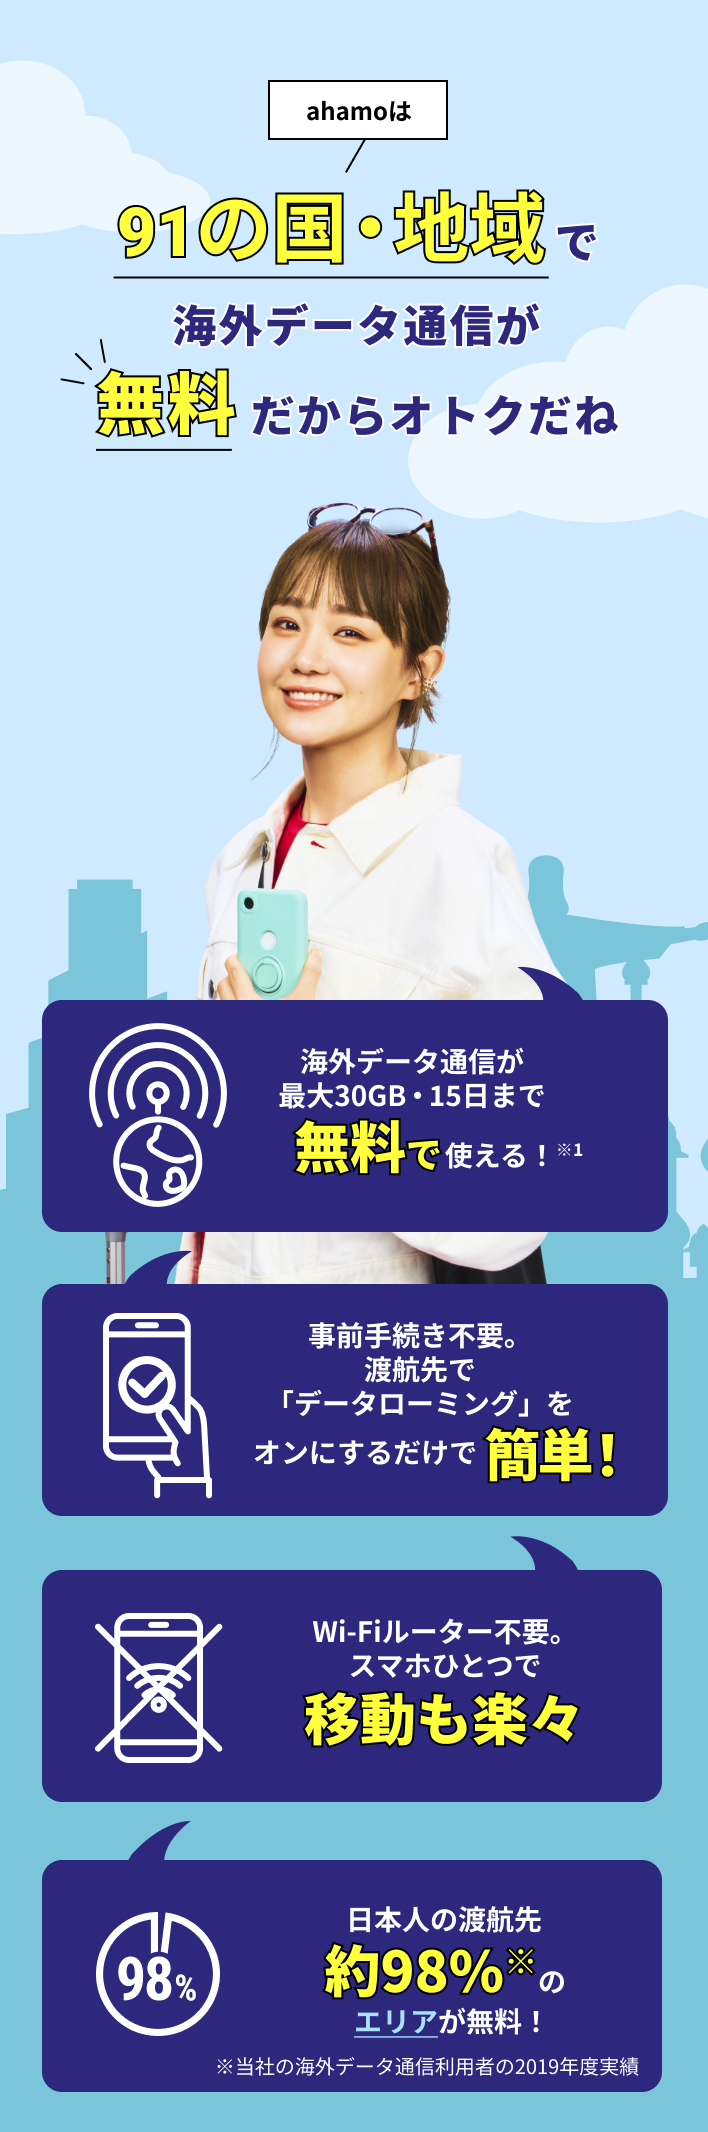 ahamoは
91の国・地域で
海外データ通信が
無料だからオトクだね
海外データ通信が
最大30GB・15日まで
無料で使える！※1
事前手続き不要。
渡航先で
「データローミング」を
オンにするだけで簡単！
Wi-Fiルーター不要。
スマホひとつで
移動も楽々
98%
日本人の渡航先
約98%※の
エリアが無料！
※当社の海外データ通信利用者の2019年度実績